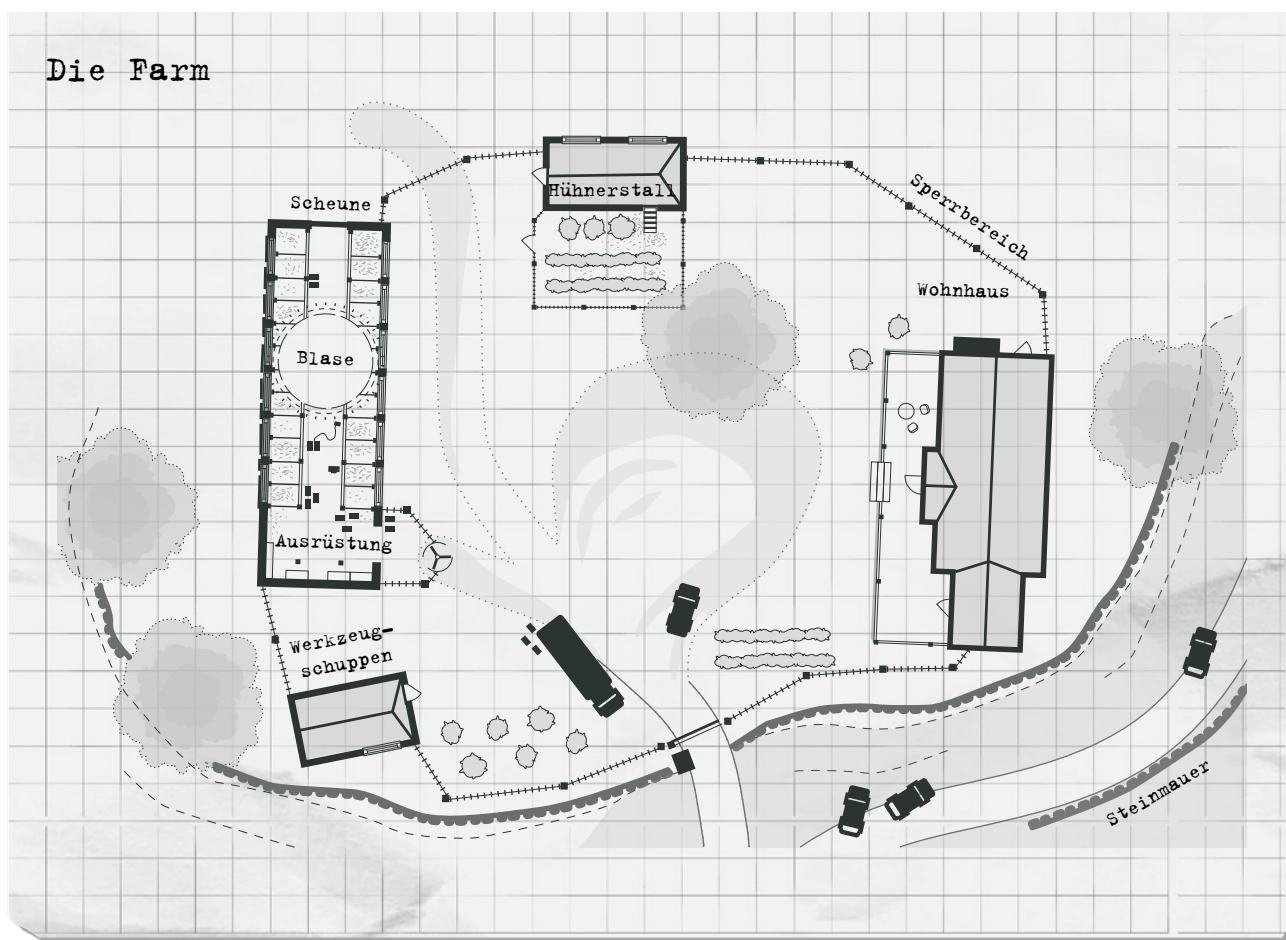 Die Farm
Hühnerstall
Scheune
Sperrbereich
Wohnhaus
Blase
Ausrüstung
Werkzeug-
schuppen
Steinmauer